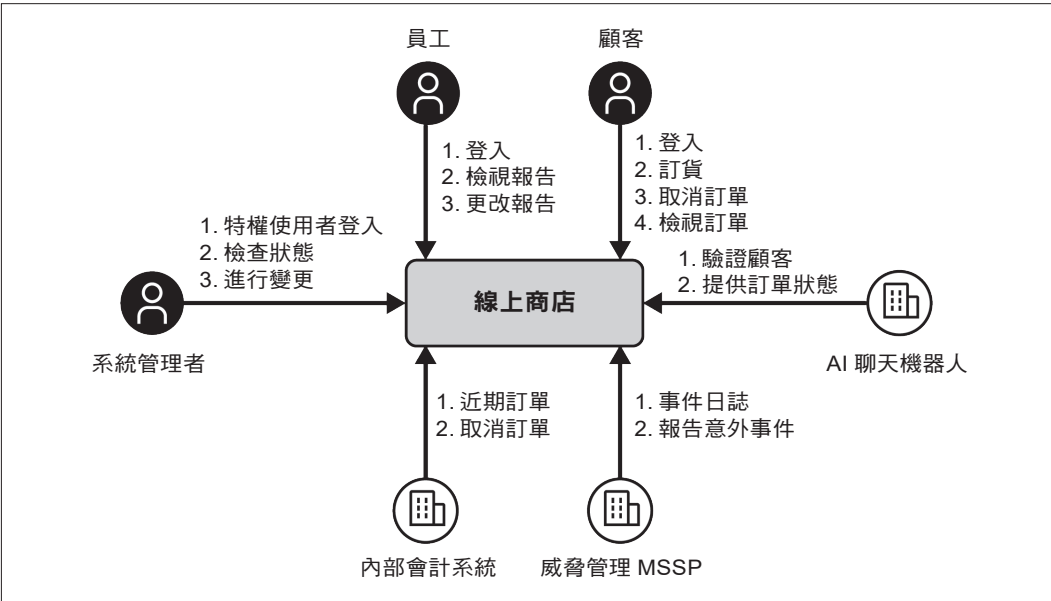 員工
顧客
1. 登入
2. 檢視報告
3. 更改報告
1. 登入
2. 訂貨
3. 取消訂單
4. 檢視訂單
1. 特權使用者登入
2. 檢查狀態
3. 進行變更
1. 驗證顧客
2. 提供訂單狀態
線上商店
系統管理者
AI 聊天機器人
1. 近期訂單
2. 取消訂單
1. 事件日誌
2. 報告意外事件
內部會計系統
威脅管理 MSSP